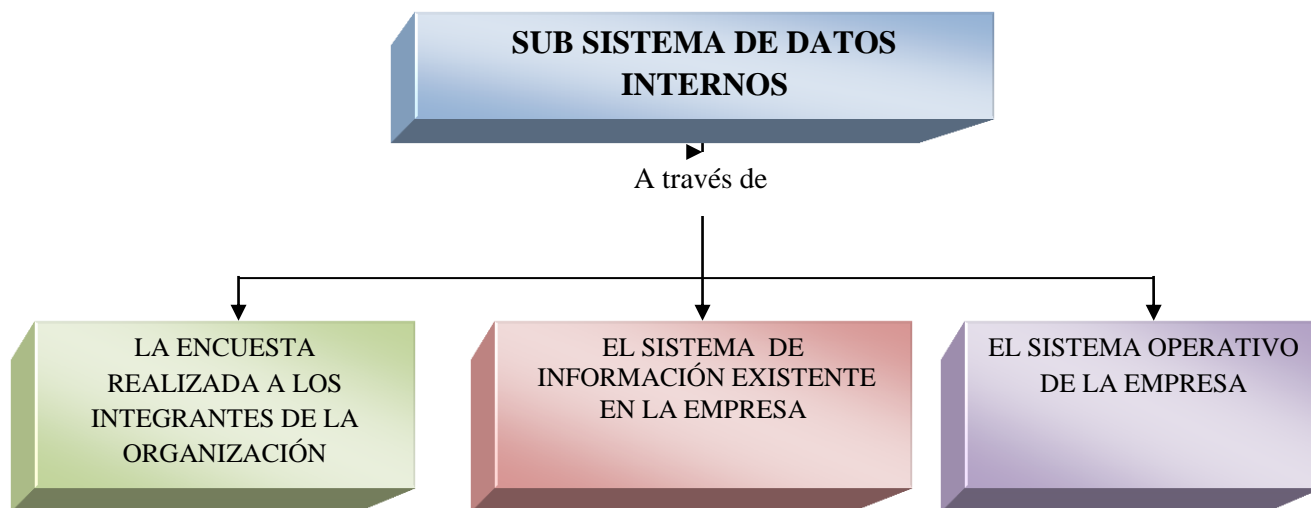 SUB SISTEMA DE DATOS
INTERNOS
A través de
LA ENCUESTA
REALIZADA A LOS
INTEGRANTES DE LA
ORGANIZACIÓN
EL SISTEMA DE
INFORMACIÓN EXISTENTE
EN LA EMPRESA
EL SISTEMA OPERATIVO
DE LA EMPRESA